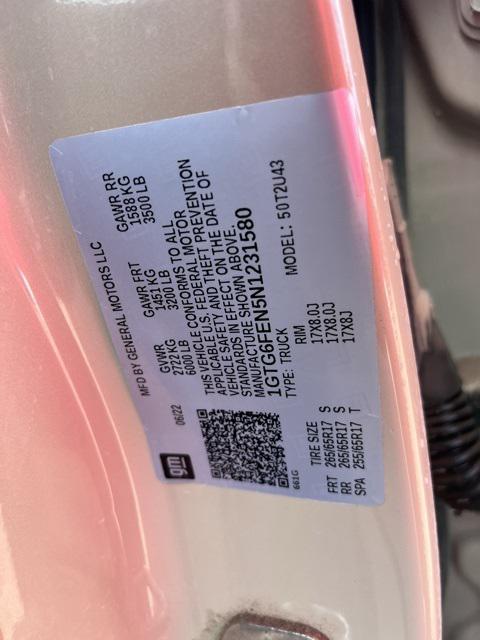 gm
06/22 MFD BY GENERAL MOTORS LLC
GVWR GAWR FRT GAWR RR
2722 KG 1451 KG 1588 KG
6000 LB 3200 LB 3500 LB
THIS VEHICLE CONFORMS TO ALL
APPLICABLE U.S. FEDERAL MOTOR
VEHICLE SAFETY AND THEFT PREVENTION
STANDARDS IN EFFECT ON THE DATE OF
MANUFACTURE SHOWN ABOVE.
1GTG6FEN5N1231580
661G TYPE: TRUCK MODEL: 50T2U43
TIRE SIZE RIM
FRT 265/65R17 S 17X8.0J
RR 265/65R17 S 17X8.0J
SPA 255/65R17 T 17X8J